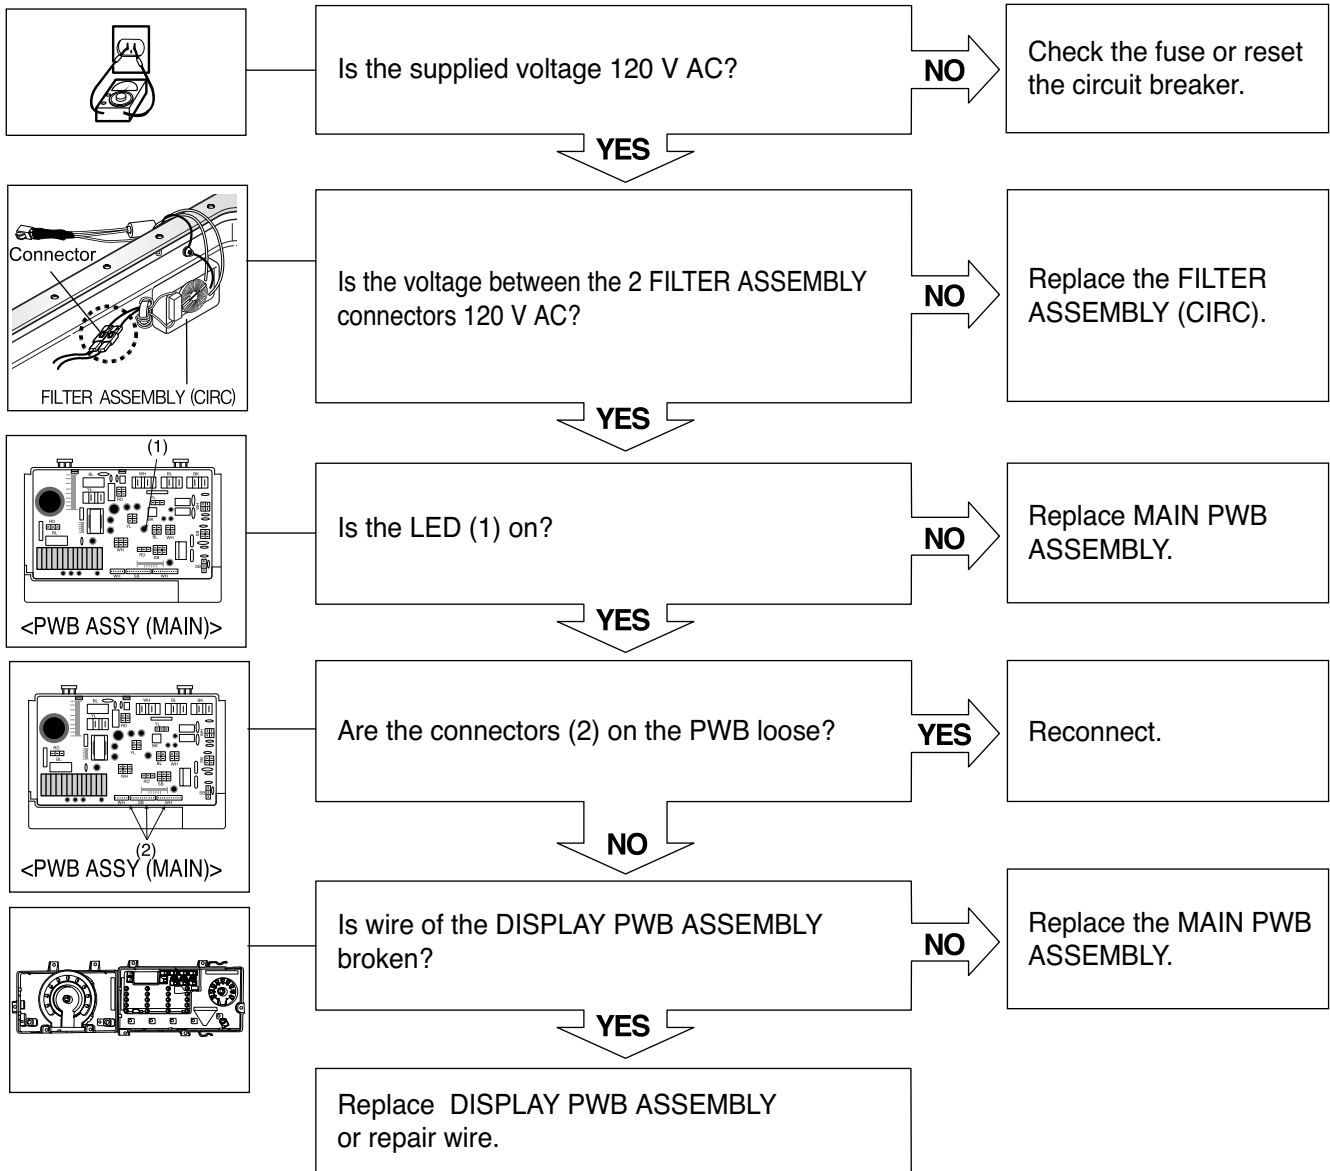 Is the supplied voltage 120 V AC?
NO
Check the fuse or reset
the circuit breaker.
YES
Connector
FILTER ASSEMBLY (CIRC)
Is the voltage between the 2 FILTER ASSEMBLY
connectors 120 V AC?
NO
Replace the FILTER
ASSEMBLY (CIRC).
YES
(1)
<PWB ASSY (MAIN)>
Is the LED (1) on?
NO
Replace MAIN PWB
ASSEMBLY.
YES
(2)
<PWB ASSY (MAIN)>
Are the connectors (2) on the PWB loose?
YES
Reconnect.
NO
Is wire of the DISPLAY PWB ASSEMBLY
broken?
NO
Replace the MAIN PWB
ASSEMBLY.
YES
Replace DISPLAY PWB ASSEMBLY
or repair wire.